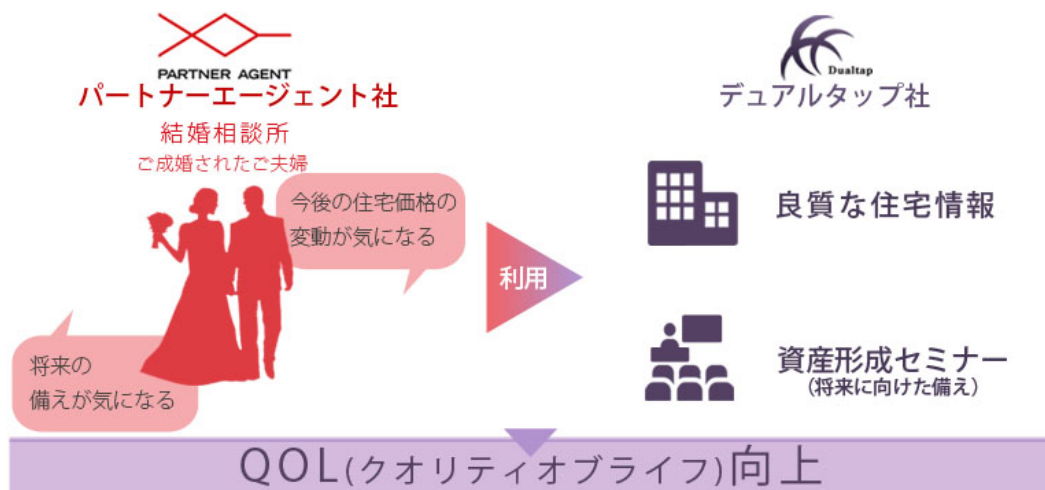 PARTNER AGENT
パートナーエージェント社
結婚相談所
ご成婚されたご夫婦
今後の住宅価格の
変動が気になる
将来の
備えが気になる
利用
Dualtap
デュアルタップ社
良質な住宅情報
資産形成セミナー
(将来に向けた備え)
QOL(クオリティオブライフ)向上